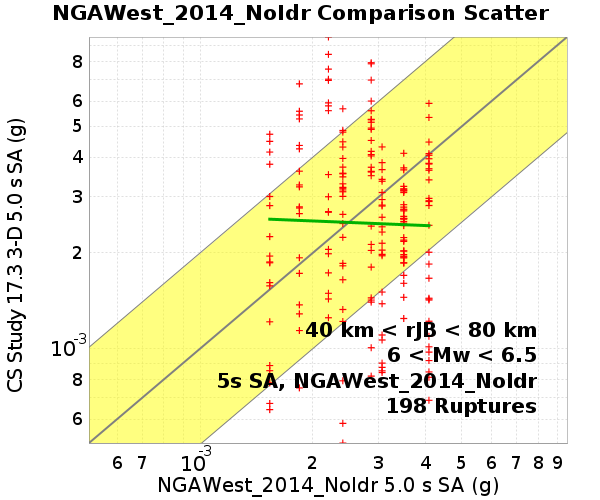 NGAWest_2014_NoIdr Comparison Scatter
CS Study 17.3 3-D 5.0 s SA (g)
8
6
5
4
3
2
10-3
8
6
40 km < rJB < 80 km
6 < Mw < 6.5
5s SA, NGAWest_2014_NoIdr
198 Ruptures
6 7 10-3 2 3 4 5 6 7 8 9
NGAWest_2014_NoIdr 5.0 s SA (g)